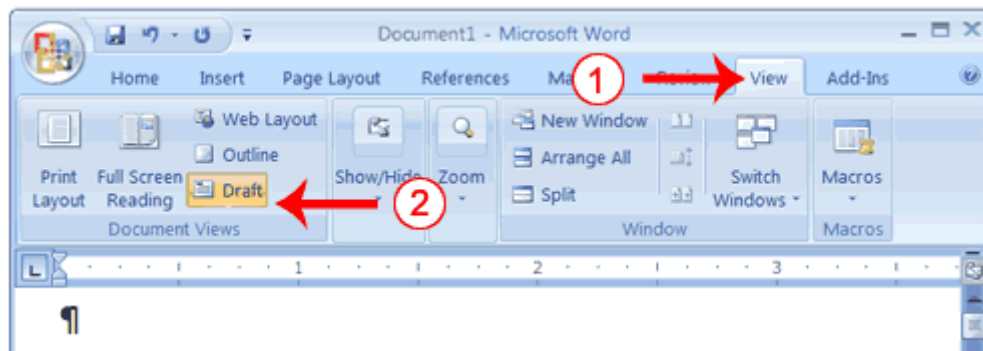 Document1 - Microsoft Word
Home Insert Page Layout References 1 View Add-Ins
Web Layout
Outline
Draft
Print Layout
Full Screen Reading
Show/Hide
Zoom
2
New Window
Arrange All
Split
Switch Windows
Macros
Document Views
Window
Macros
L 1 2 3
¶